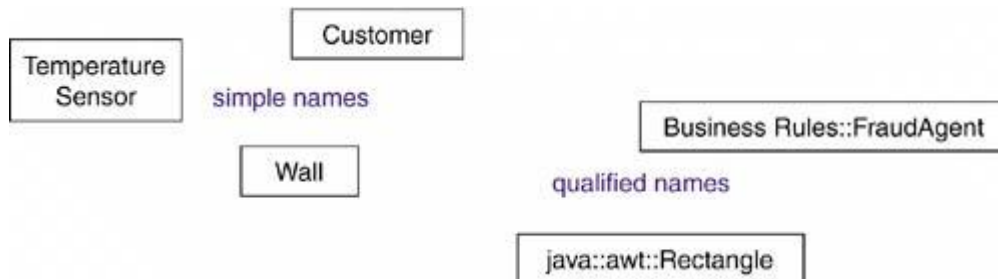 Customer
Temperature
Sensor
simple names
Business Rules::FraudAgent
Wall
qualified names
java::awt::Rectangle